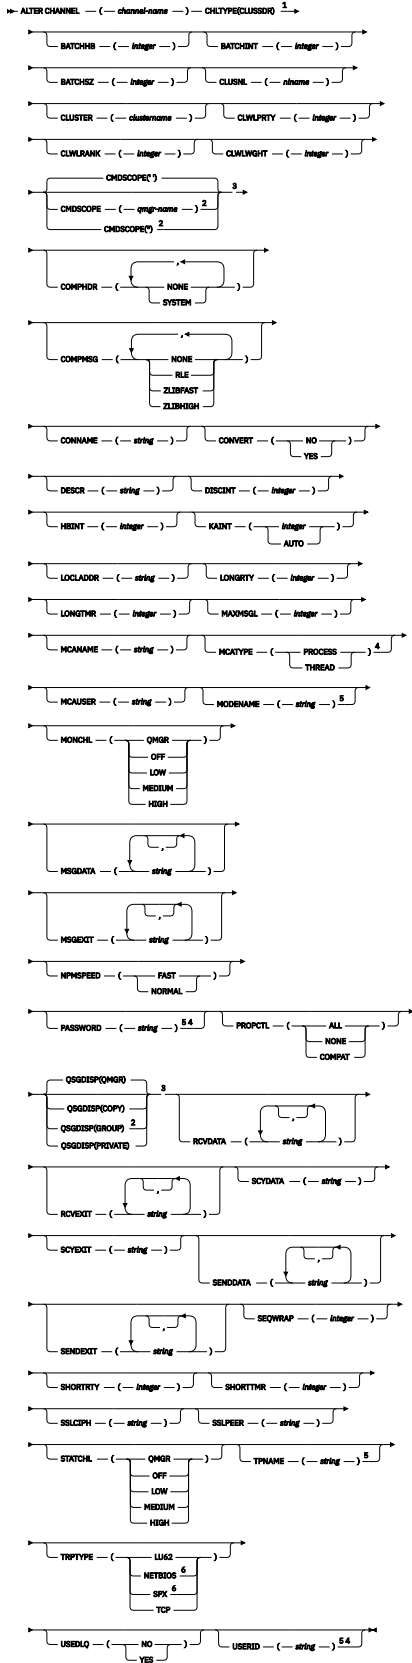 ALTER CHANNEL ( channel-name ) CHLTYPE(CLUSSDR) 1
BATCHHB ( integer ) BATCHINT ( integer )
BATCHSZ ( integer ) CLUSNL ( nlname )
CLUSTER ( clustername ) CLWLPRTY ( integer )
CLWLRANK ( integer ) CLWLWGHT ( integer )
CMDSCOPE(' ')
CMDSCOPE ( qmgr-name ) 2 3
CMDSCOPE(*) 2
,
COMPHDR ( NONE )
SYSTEM
,
COMPMSG ( NONE )
RLE
ZLIBFAST
ZLIBHIGH
CONNAME ( string ) CONVERT ( NO )
YES
DESCR ( string ) DISCINT ( integer )
HBINT ( integer ) KAINT ( integer )
AUTO
LOCLADDR ( string ) LONGRTY ( integer )
LONGTMR ( integer ) MAXMSGL ( integer )
MCANAME ( string ) MCATYPE ( PROCESS ) 4
THREAD
MCAUSER ( string ) MODENAME ( string ) 5
MONCHL ( QMGR )
OFF
LOW
MEDIUM
HIGH
,
MSGDATA ( string )
,
MSGEXIT ( string )
NPMSPEED ( FAST )
NORMAL
PASSWORD ( string ) 5 4 PROPCTL ( ALL )
NONE
COMPAT
QSGDISP(QMGR) 3
QSGDISP(COPY)
QSGDISP(GROUP) 2 ,
QSGDISP(PRIVATE) RCVDATA ( string )
,
RCVEXIT ( string ) SCYDATA ( string )
SCYEXIT ( string ) ,
SENDDATA ( string )
,
SENDEXIT ( string ) SEQWRAP ( integer )
SHORTRTY ( integer ) SHORTTMR ( integer )
SSLCIPH ( string ) SSLPEER ( string )
STATCHL ( QMGR ) TPNAME ( string ) 5
OFF
LOW
MEDIUM
HIGH
TRPTYPE ( LU62 )
NETBIOS 6
SPX 6
TCP
USEDLQ ( NO ) USERID ( string ) 5 4
YES